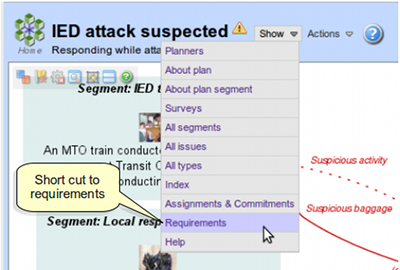 IED attack suspected
Show
Actions
Home
Responding while atta
Planners
About plan
About plan segment
Surveys
All segments
All issues
All types
Index
Assignments & Commitments
Requirements
Help
Segment: IED t
An MTO train conducto
Transit C
conductin
Segment: Local resp
Short cut to
requirements
Suspicious activity
Suspicious baggage